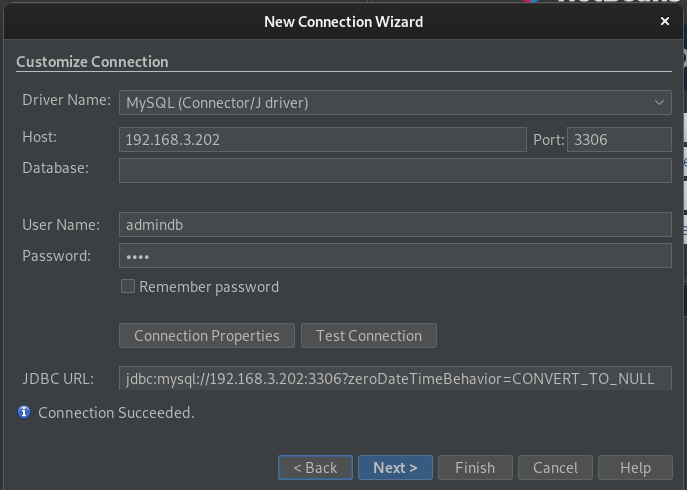 New Connection Wizard
×
Customize Connection
Driver Name: MySQL (Connector/J driver)
Host: 192.168.3.202 Port: 3306
Database:
User Name: admindb
Password: ••••
Remember password
Connection Properties Test Connection
JDBC URL: jdbc:mysql://192.168.3.202:3306?zeroDateTimeBehavior=CONVERT_TO_NULL
Connection Succeeded.
< Back Next > Finish Cancel Help